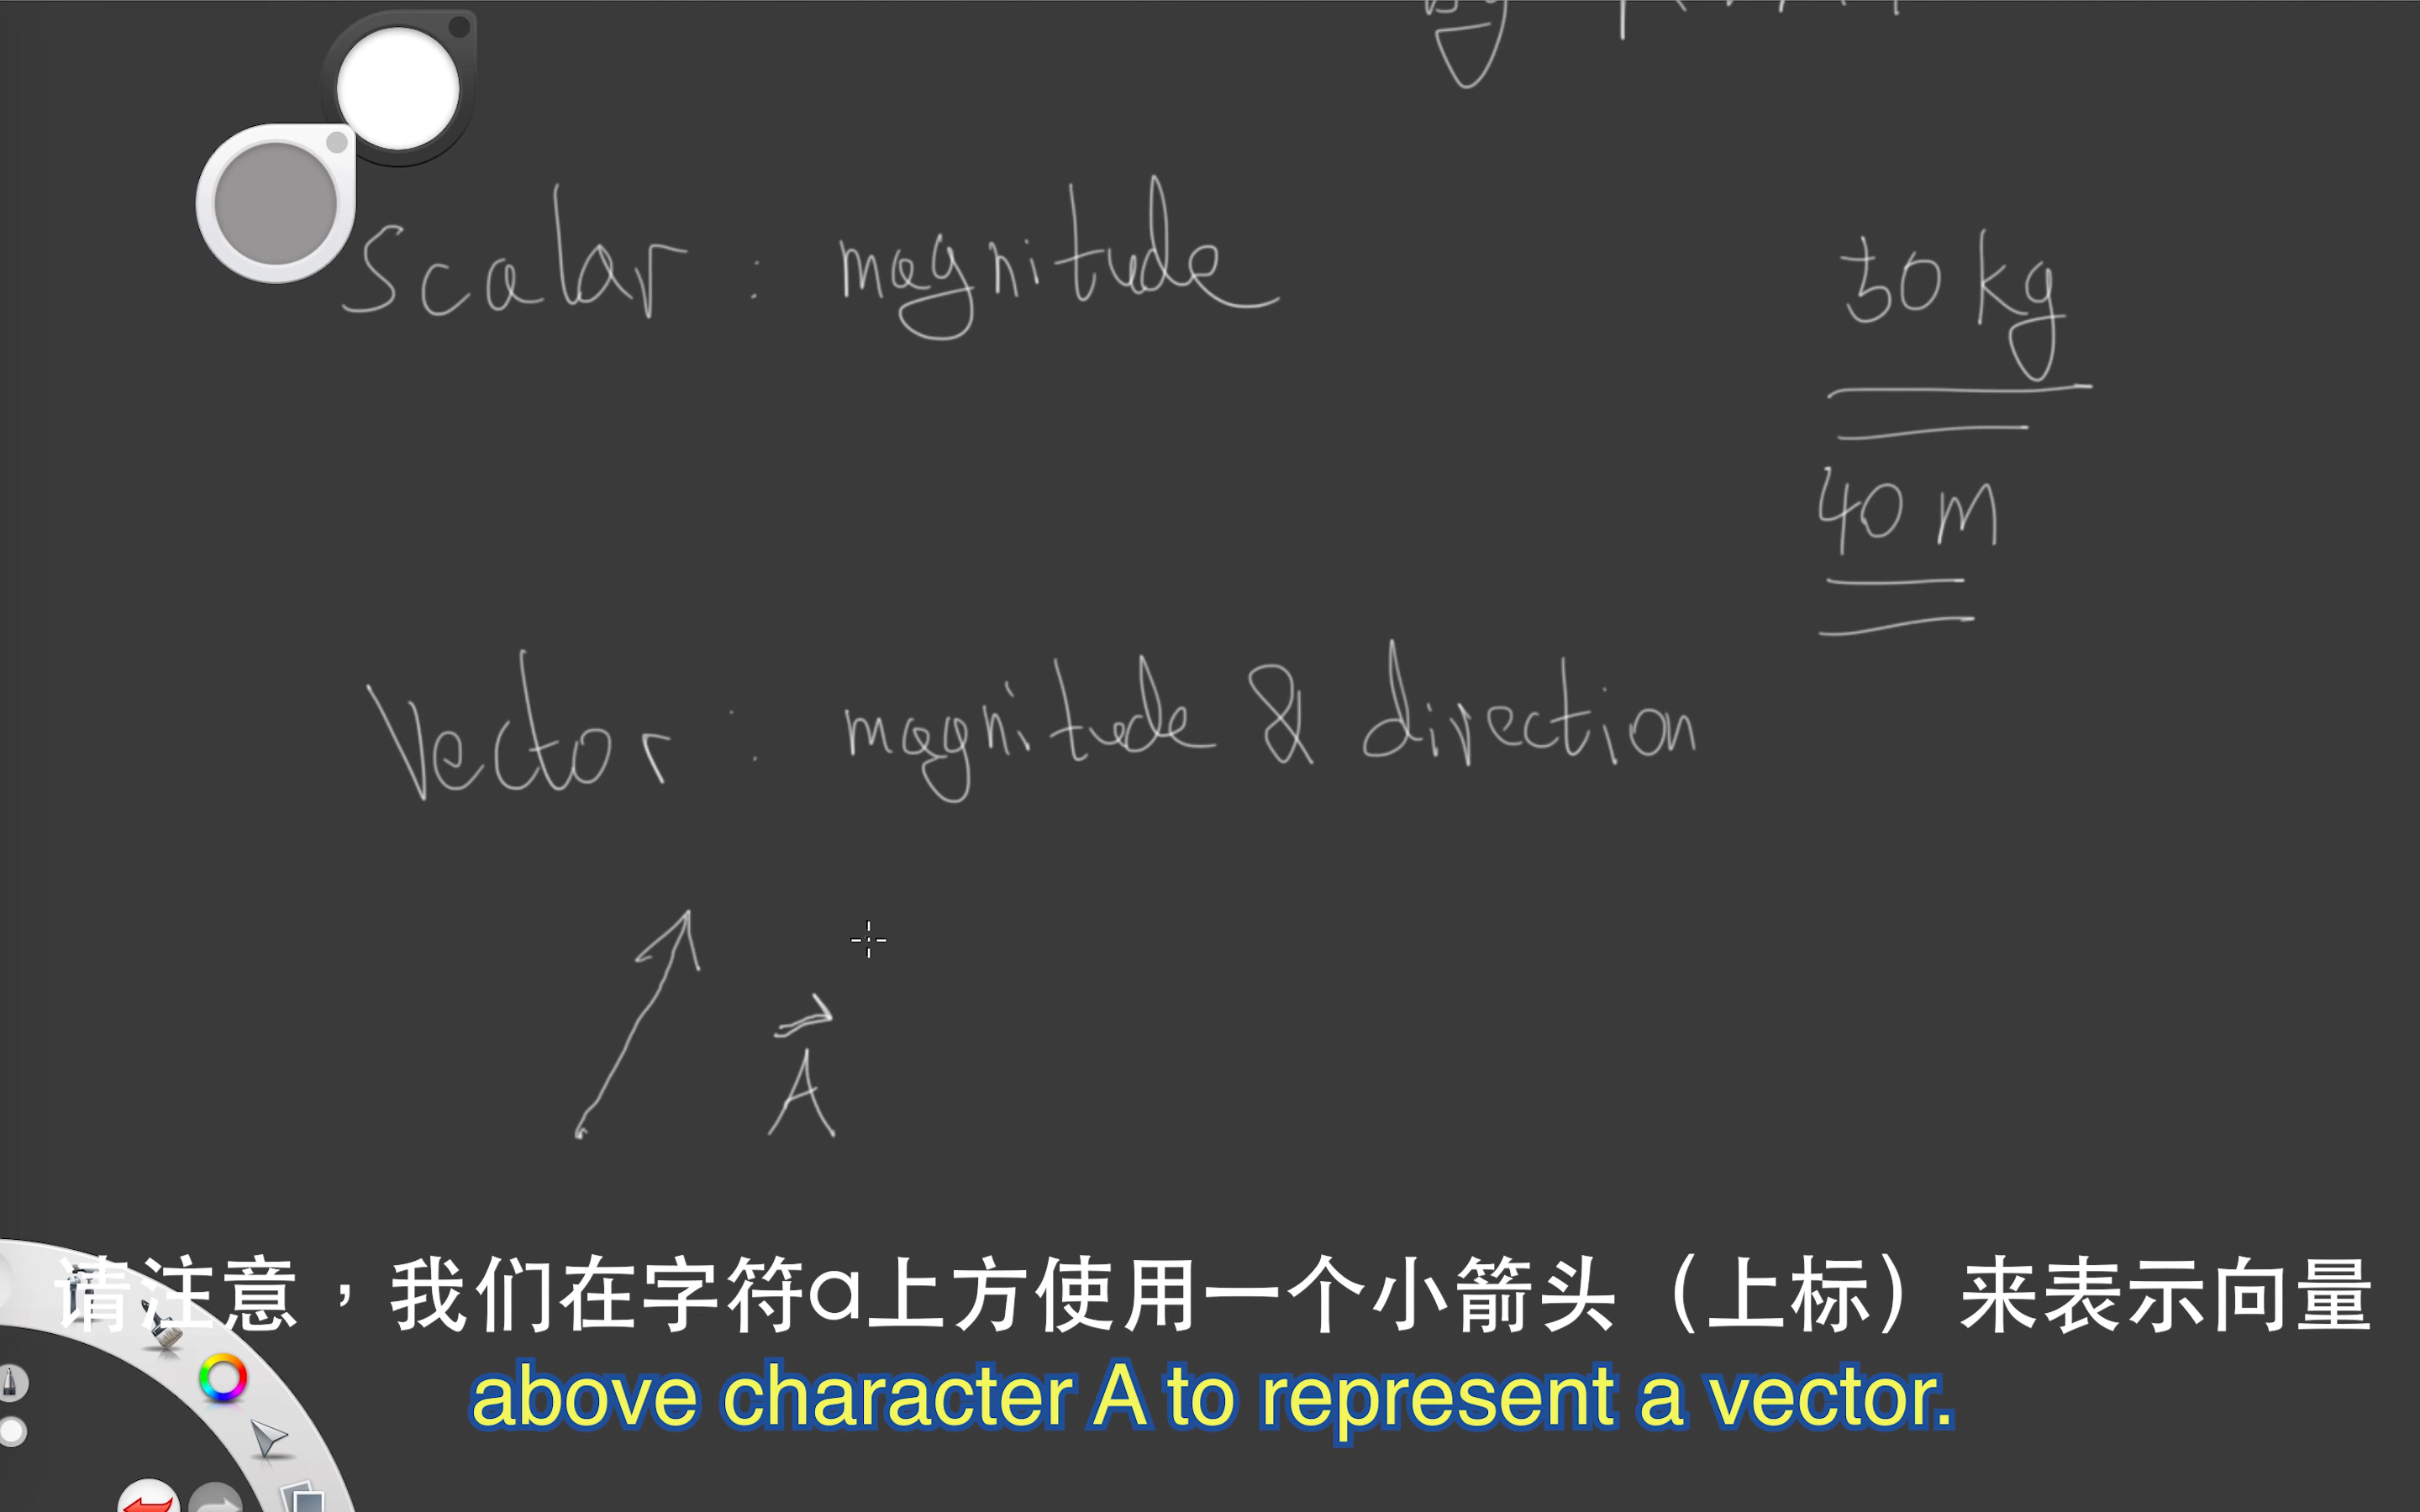 Scalar : magnitude
50 kg
40 m
Vector : magnitude & direction
A
请注意，我们在字符a上方使用一个小箭头（上标）来表示向量
above character A to represent a vector.